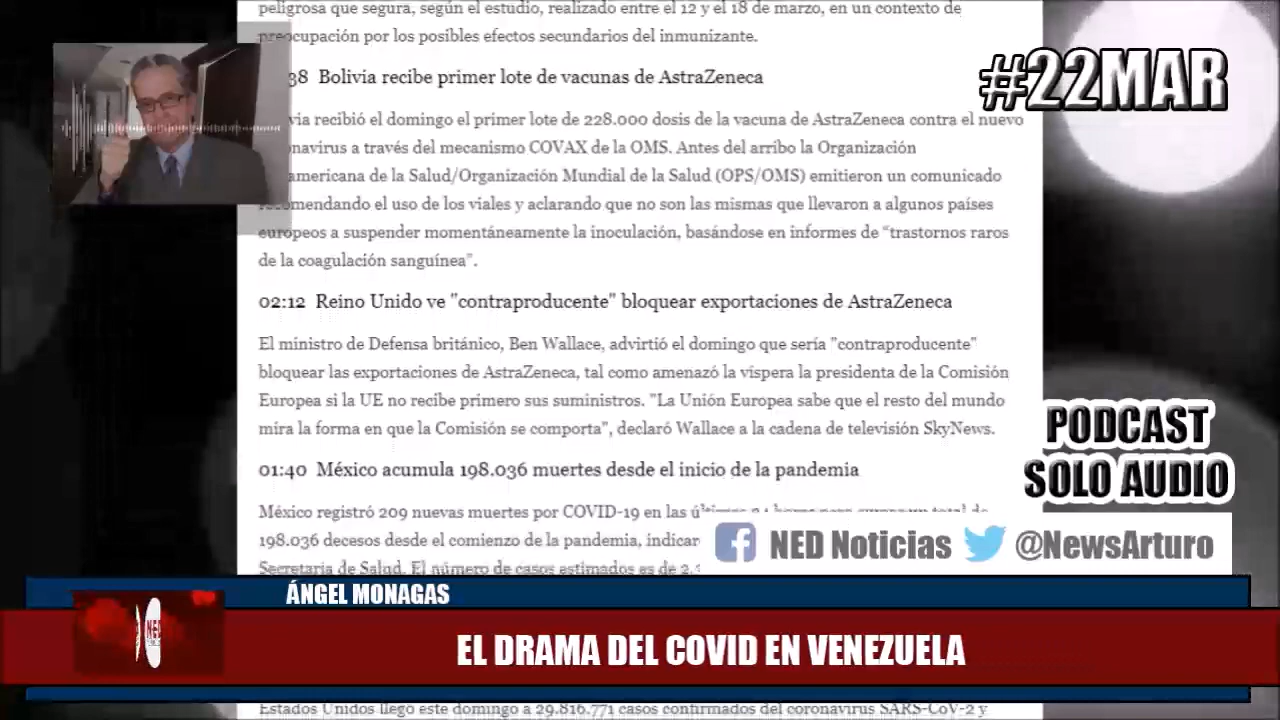 peligrosa que segura, según el estudio, realizado entre el 12 y el 18 de marzo, en un contexto de
preocupación por los posibles efectos secundarios del inmunizante.
38 Bolivia recibe primer lote de vacunas de AstraZeneca
via recibió el domingo el primer lote de 228.000 dosis de la vacuna de AstraZeneca contra el nuevo
onavirus a través del mecanismo COVAX de la OMS. Antes del arribo la Organización
americana de la Salud/Organización Mundial de la Salud (OPS/OMS) emitieron un comunicado
recomendando el uso de los viales y aclarando que no son las mismas que llevaron a algunos países
europeos a suspender momentáneamente la inoculación, basándose en informes de “trastornos raros
de la coagulación sanguínea”.
02:12 Reino Unido ve "contraproducente" bloquear exportaciones de AstraZeneca
El ministro de Defensa británico, Ben Wallace, advirtió el domingo que sería "contraproducente"
bloquear las exportaciones de AstraZeneca, tal como amenazó la víspera la presidenta de la Comisión
Europea si la UE no recibe primero sus suministros. "La Unión Europea sabe que el resto del mundo
mira la forma en que la Comisión se comporta", declaró Wallace a la cadena de televisión SkyNews.
01:40 México acumula 198.036 muertes desde el inicio de la pandemia
México registró 209 nuevas muertes por COVID-19 en las
198.036 decesos desde el comienzo de la pandemia, indicar
Secretaría de Salud. El número de casos estimados es de 2.
#22MAR
PODCAST
SOLO AUDIO
NED Noticias @NewsArturo
ÁNGEL MONAGAS
NED
EL DRAMA DEL COVID EN VENEZUELA
Estados Unidos llegó este domingo a 29.816.771 casos confirmados del coronavirus SARS-CoV-2 y